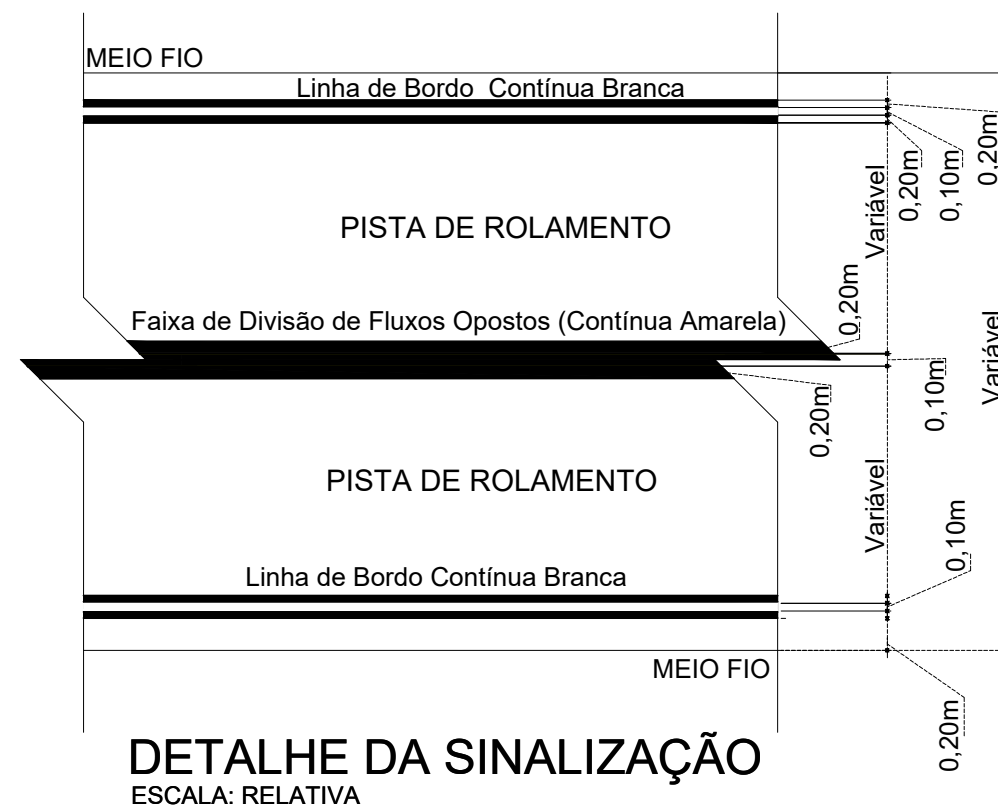 MEIO FIO
Linha de Bordo Contínua Branca
0,20m
0,10m
0,20m
Variável
PISTA DE ROLAMENTO
0,20m
Faixa de Divisão de Fluxos Opostos (Contínua Amarela)
Variável
0,10m
0,20m
PISTA DE ROLAMENTO
Variável
0,10m
Linha de Bordo Contínua Branca
MEIO FIO
0,20m
DETALHE DA SINALIZAÇÃO
ESCALA: RELATIVA